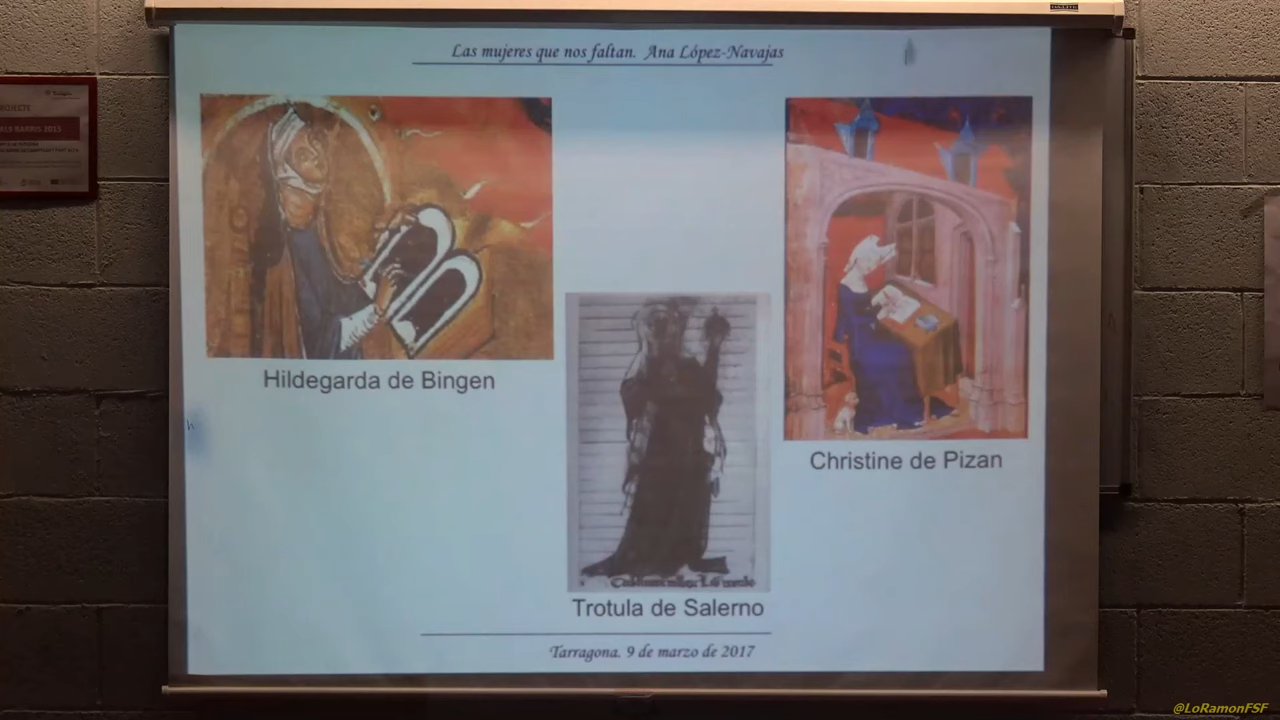 Las mujeres que nos faltan. Ana López-Navajas
Hildegarda de Bingen
Christine de Pizan
Trotula de Salerno
Tarragona, 9 de marzo de 2017
@LoRamonFSF